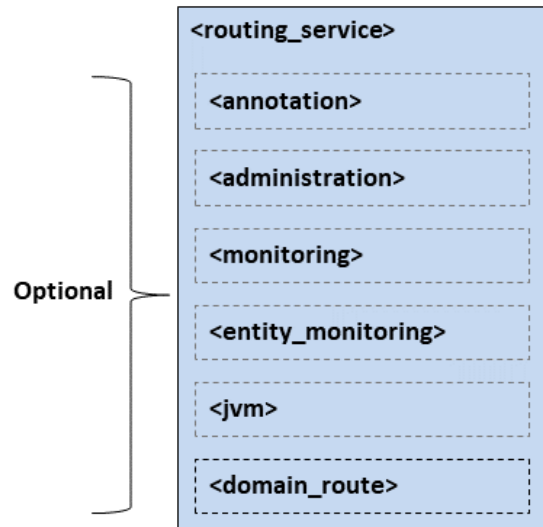 <routing_service>
<annotation>
<administration>
<monitoring>
Optional
<entity_monitoring>
<jvm>
<domain_route>